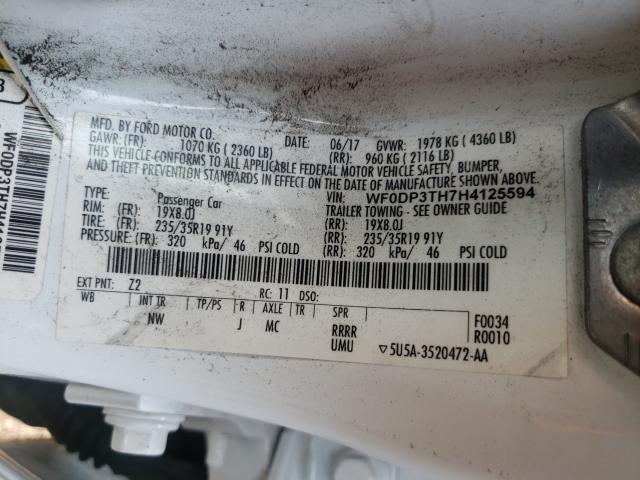 MFD. BY FORD MOTOR CO. DATE: 06/17 GVWR: 1978 KG ( 4360 LB)
GAWR: (FR): 1070 KG ( 2360 LB) (RR): 960 KG ( 2116 LB)
THIS VEHICLE CONFORMS TO ALL APPLICABLE FEDERAL MOTOR VEHICLE SAFETY, BUMPER,
AND THEFT PREVENTION STANDARDS IN EFFECT ON THE DATE OF MANUFACTURE SHOWN ABOVE.
VIN: WF0DP3TH7H4125594
TYPE: Passenger Car TRAILER TOWING - SEE OWNER GUIDE
RIM: (FR) 19X8.0J (RR) 19X8.0J
TIRE: (FR) 235/35R19 91Y (RR) 235/35R19 91Y
PRESSURE: (FR) 320 kPa/ 46 PSI COLD (RR) 320 kPa/ 46 PSI COLD
EXT PNT: Z2 RC: 11 DSO:
WB INT TR TP/PS R AXLE TR SPR F0034
NW J MC RRRR R0010
UMU ▽5U5A-3520472-AA